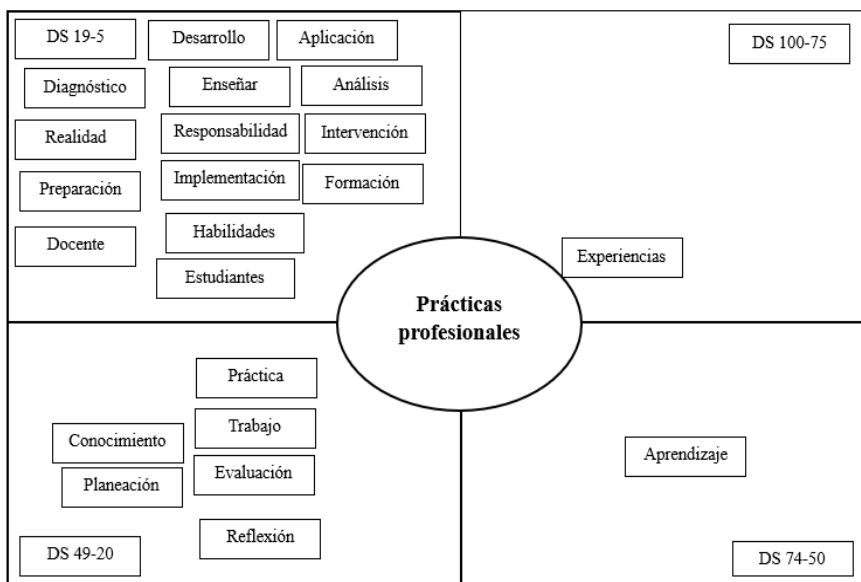 DS 19-5
Desarrollo
Aplicación
Diagnóstico
Enseñar
Análisis
Realidad
Responsabilidad
Intervención
Preparación
Implementación
Formación
Docente
Habilidades
Estudiantes
DS 100-75
Experiencias
Prácticas
profesionales
Práctica
Trabajo
Conocimiento
Evaluación
Planeación
Reflexión
DS 49-20
Aprendizaje
DS 74-50